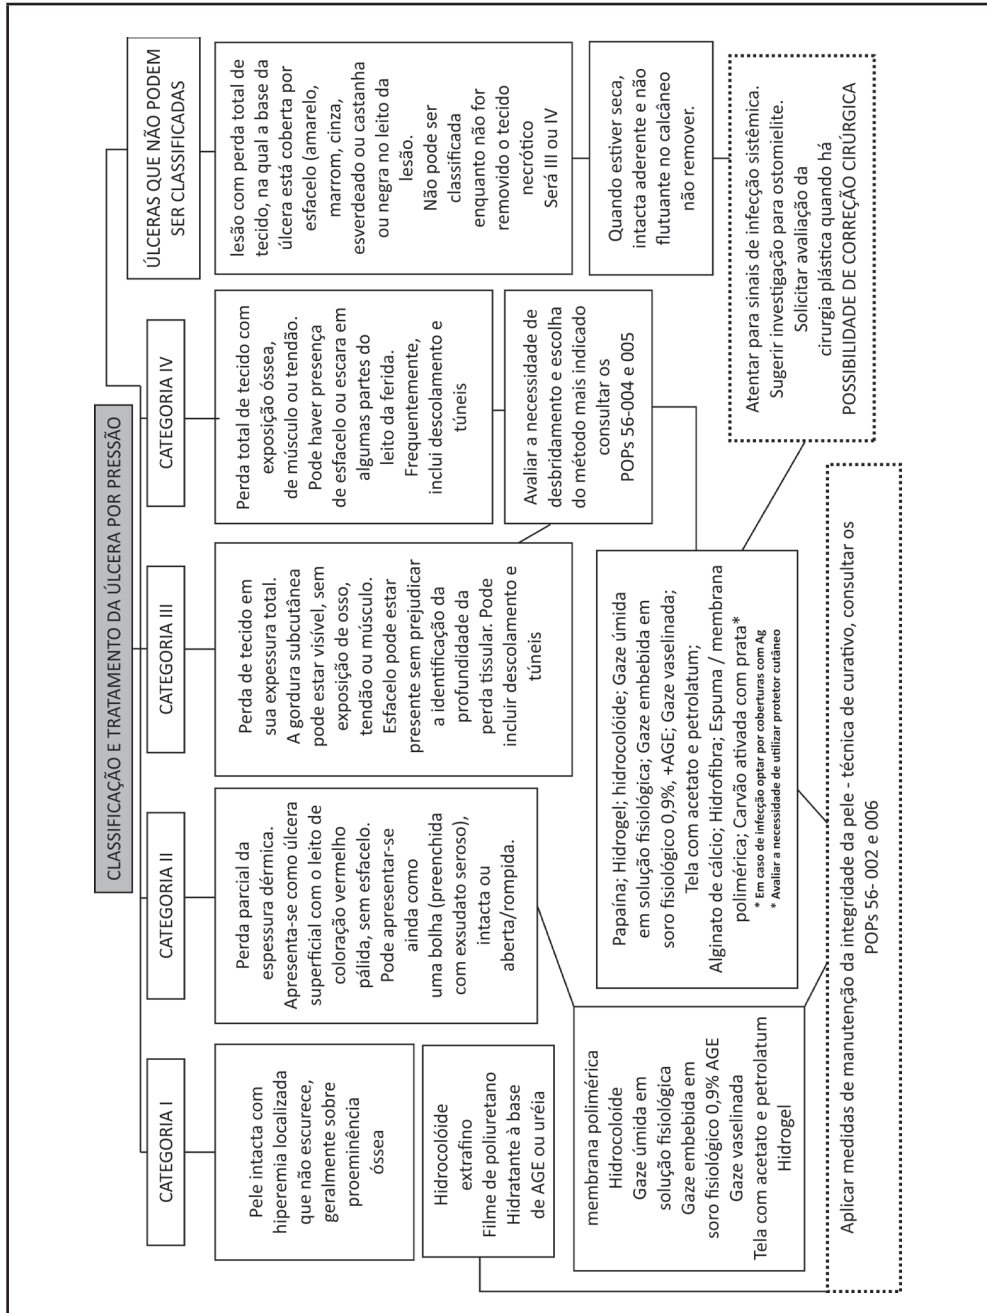 CLASSIFICAÇÃO E TRATAMENTO DA ÚLCERA POR PRESSÃO
CATEGORIA I
Pele intacta com
hiperemia localizada
que não escurece,
geralmente sobre
proeminência
óssea
Hidrocolóide
extrafino
Filme de poliuretano
Hidratante à base
de AGE ou uréia
CATEGORIA II
Perda parcial da
espessura dérmica.
Apresenta-se como úlcera
superficial com o leito de
coloração vermelho
pálida, sem esfacelo.
Pode apresentar-se
ainda como
uma bolha (preenchida
com exsudato seroso),
intacta ou
aberta/rompida.
membrana polimérica
Hidrocoloíde
Gaze úmida em
solução fisiológica
Gaze embebida em
soro fisiológico 0,9% AGE
Gaze vaselinada
Tela com acetato e petrolatum
Hidrogel
CATEGORIA III
Perda de tecido em
sua expessura total.
A gordura subcutânea
pode estar visível, sem
exposição de osso,
tendão ou músculo.
Esfacelo pode estar
presente sem prejudicar
a identificação da
profundidade da
perda tissular. Pode
incluir descolamento e
túneis
CATEGORIA IV
Perda total de tecido com
exposição óssea,
de músculo ou tendão.
Pode haver presença
de esfacelo ou escara em
algumas partes do
leito da ferida.
Frequentemente,
inclui descolamento e
túneis
Avaliar a necessidade de
desbridamento e escolha
do método mais indicado
consultar os
POPs 56-004 e 005
Papaína; Hidrogel; hidrocolóide; Gaze úmida
em solução fisiológica; Gaze embebida em
soro fisiológico 0,9%, +AGE; Gaze vaselinada;
Tela com acetato e petrolatum;
Alginato de cálcio; Hidrofibra; Espuma / membrana
polimérica; Carvão ativada com prata*
* Em caso de infecção optar por coberturas com Ag
* Avaliar a necessidade de utilizar protetor cutâneo
ÚLCERAS QUE NÃO PODEM
SER CLASSIFICADAS
lesão com perda total de
tecido, na qual a base da
úlcera está coberta por
esfacelo (amarelo,
marrom, cinza,
esverdeado ou castanha
ou negra no leito da
lesão.
Não pode ser
classificada
enquanto não for
removido o tecido
necrótico
Será III ou IV
Quando estiver seca,
intacta aderente e não
flutuante no calcâneo
não remover.
Atentar para sinais de infecção sistêmica.
Sugerir investigação para ostomielite.
Solicitar avaliação da
cirurgia plástica quando há
POSSIBILIDADE DE CORREÇÃO CIRÚRGICA
Aplicar medidas de manutenção da integridade da pele - técnica de curativo, consultar os
POPs 56- 002 e 006